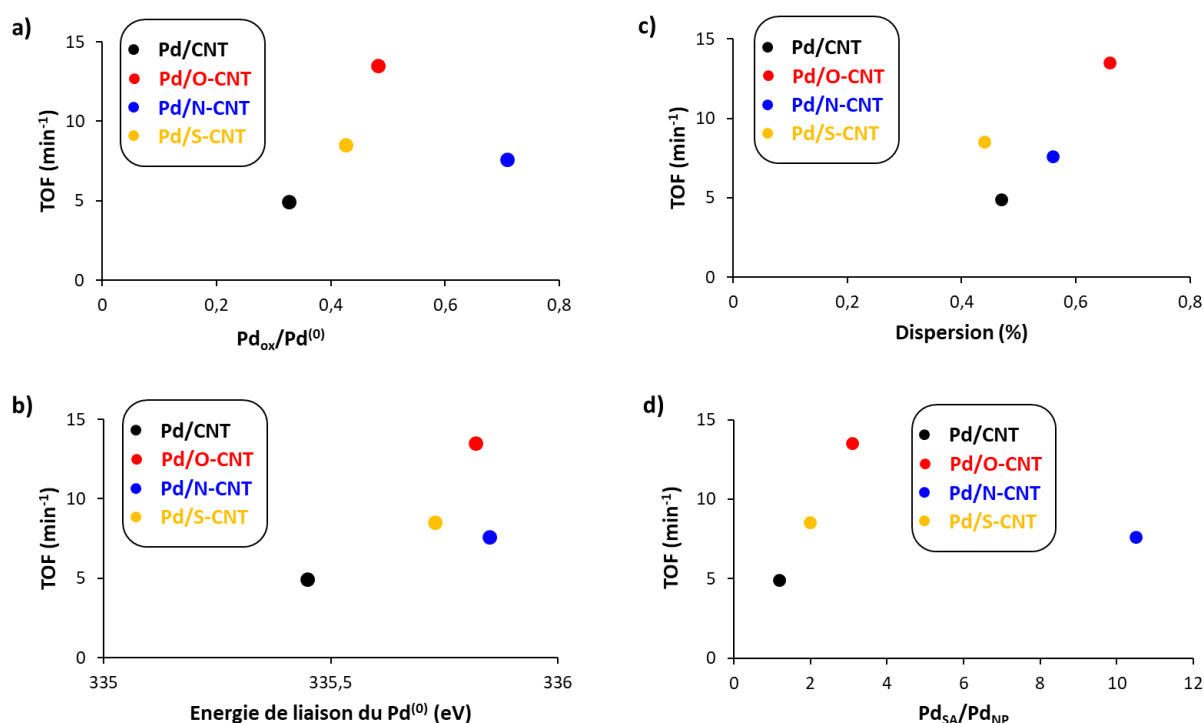 a)
15
10
5
0
TOF (min⁻¹)
Pd/CNT
Pd/O-CNT
Pd/N-CNT
Pd/S-CNT
0
0,2
0,4
0,6
0,8
Pdₒₓ/Pd⁽⁰⁾
c)
15
10
5
0
TOF (min⁻¹)
Pd/CNT
Pd/O-CNT
Pd/N-CNT
Pd/S-CNT
0
0,2
0,4
0,6
0,8
Dispersion (%)
b)
15
10
5
0
TOF (min⁻¹)
Pd/CNT
Pd/O-CNT
Pd/N-CNT
Pd/S-CNT
335
335,5
336
Energie de liaison du Pd⁽⁰⁾ (eV)
d)
15
10
5
0
TOF (min⁻¹)
Pd/CNT
Pd/O-CNT
Pd/N-CNT
Pd/S-CNT
0
2
4
6
8
10
12
Pd_SA/Pd_NP